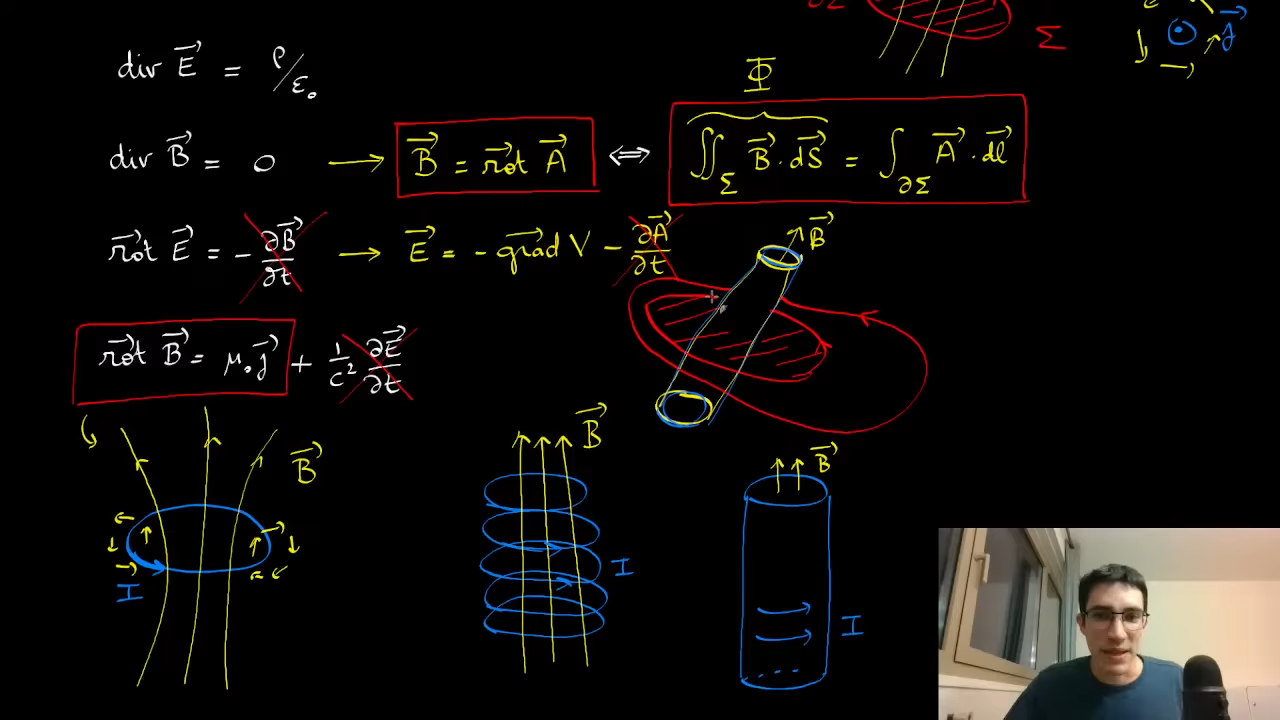 ∂Σ
Σ
j⃗
div E⃗ = ρ/ε₀
Φ
div B⃗ = 0 → B⃗ = rot⃗ A⃗ ⟺ ∬_Σ B⃗ · dS⃗ = ∫_∂Σ A⃗ · dl⃗
rot⃗ E⃗ = - ∂B⃗/∂t → E⃗ = - grad⃗ V - ∂A⃗/∂t
B⃗
rot⃗ B⃗ = μ₀ j⃗ + 1/c² ∂E⃗/∂t
B⃗
B⃗
B⃗
I
I
I